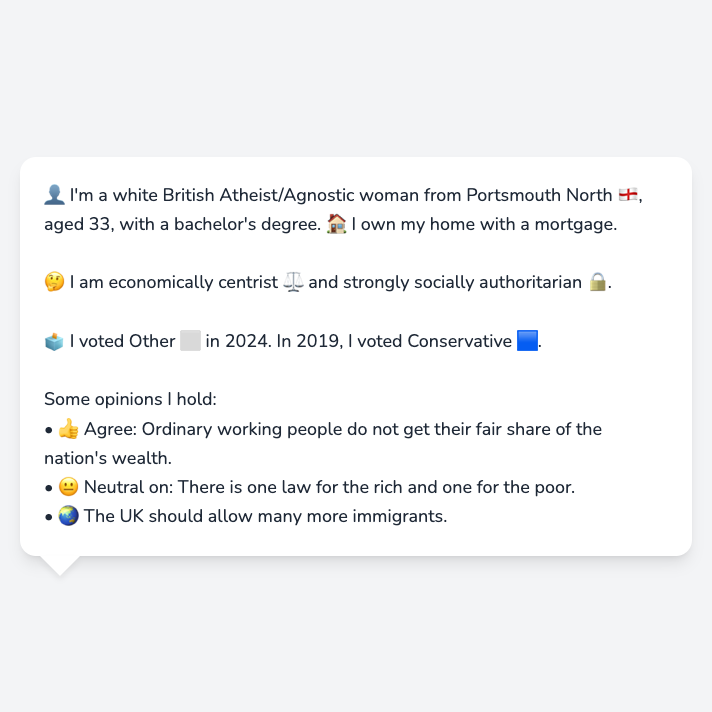 👤 I'm a white British Atheist/Agnostic woman from Portsmouth North 🏴󠁧󠁢󠁥󠁮󠁧󠁿,
aged 33, with a bachelor's degree. 🏠 I own my home with a mortgage.
🤔 I am economically centrist ⚖️ and strongly socially authoritarian 🔒.
🗳️ I voted Other ⬜ in 2024. In 2019, I voted Conservative 🟦.
Some opinions I hold:
• 👍 Agree: Ordinary working people do not get their fair share of the
nation's wealth.
• 😐 Neutral on: There is one law for the rich and one for the poor.
• 🌏 The UK should allow many more immigrants.